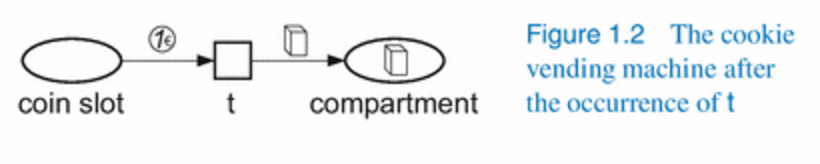 1€
Figure 1.2 The cookie
vending machine after
the occurrence of t
coin slot
t
compartment